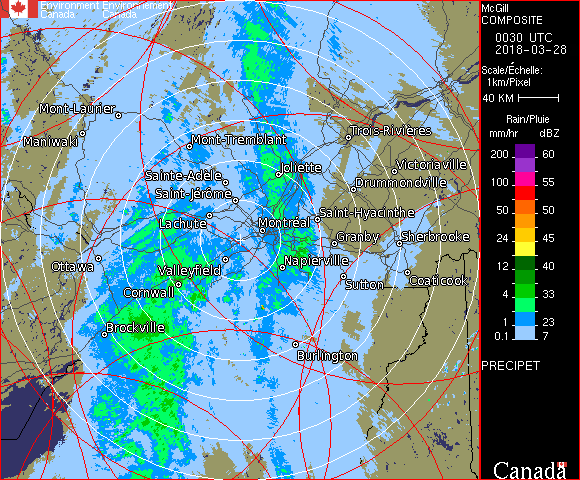 Environment Environnement
Canada Canada
Mont-Laurier
Maniwaki
Mont-Tremblant
Trois-Rivières
Joliette
Victoriaville
Sainte-Adèle
Drummondville
Saint-Jérôme
Saint-Hyacinthe
Lachute
Montréal
Granby
Sherbrooke
Ottawa
Valleyfield
Napierville
Coaticook
Sutton
Cornwall
Brockville
Burlington
McGill
COMPOSITE
0030 UTC
2018-03-28
Scale/Échelle:
1km/Pixel
40 KM
Rain/Pluie
mm/hr dBZ
200 60
100 55
50 50
24 45
12 40
4 33
1 23
0.1 7
PRECIPET
Canada